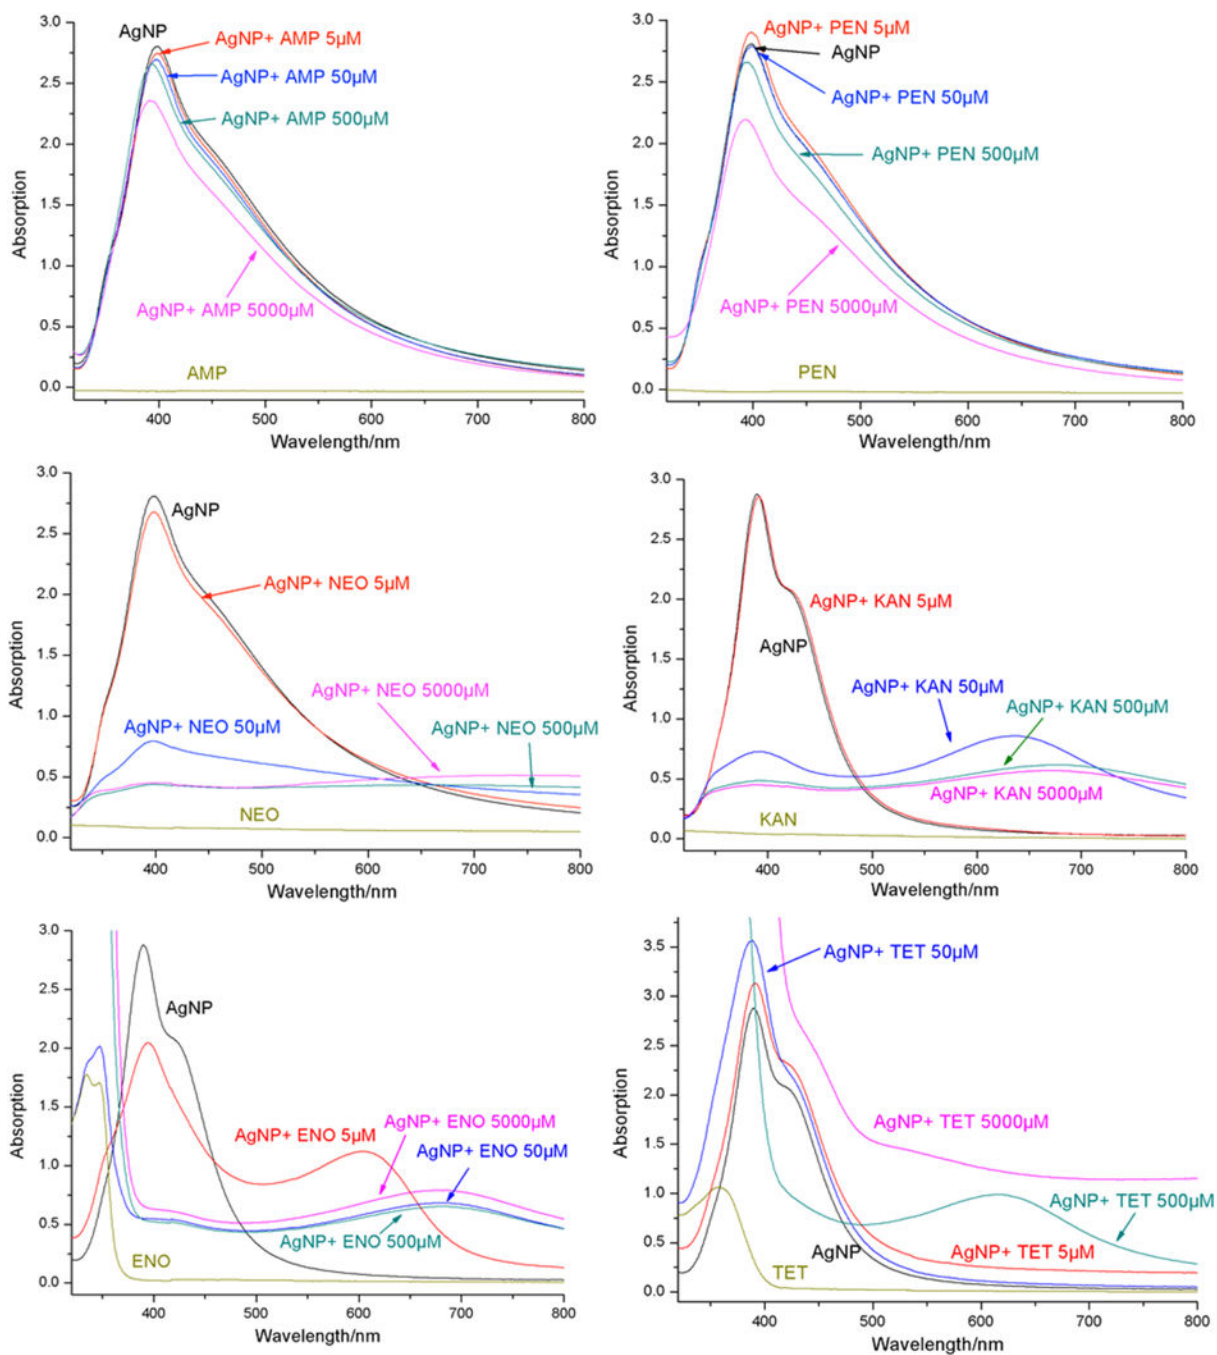 3.0
2.5
2.0
1.5
1.0
0.5
0.0
Absorption
AgNP
AgNP+ AMP 5µM
AgNP+ AMP 50µM
AgNP+ AMP 500µM
AgNP+ AMP 5000µM
AMP
400 500 600 700 800
Wavelength/nm
3.0
2.5
2.0
1.5
1.0
0.5
0.0
Absorption
AgNP+ PEN 5µM
AgNP
AgNP+ PEN 50µM
AgNP+ PEN 500µM
AgNP+ PEN 5000µM
PEN
400 500 600 700 800
Wavelength/nm
3.0
2.5
2.0
1.5
1.0
0.5
0.0
Absorption
AgNP
AgNP+ NEO 5µM
AgNP+ NEO 5000µM
AgNP+ NEO 50µM
AgNP+ NEO 500µM
NEO
400 500 600 700 800
Wavelength/nm
3.0
2.5
2.0
1.5
1.0
0.5
0.0
Absorption
AgNP+ KAN 5µM
AgNP
AgNP+ KAN 50µM
AgNP+ KAN 500µM
AgNP+ KAN 5000µM
KAN
400 500 600 700 800
Wavelength/nm
3.0
2.5
2.0
1.5
1.0
0.5
0.0
Absorption
AgNP
AgNP+ ENO 5µM
AgNP+ ENO 5000µM
AgNP+ ENO 50µM
AgNP+ ENO 500µM
ENO
400 500 600 700 800
Wavelength/nm
3.5
3.0
2.5
2.0
1.5
1.0
0.5
0.0
Absorption
AgNP+ TET 50µM
AgNP+ TET 5000µM
AgNP+ TET 500µM
AgNP+ TET 5µM
AgNP
TET
400 500 600 700 800
Wavelength/nm